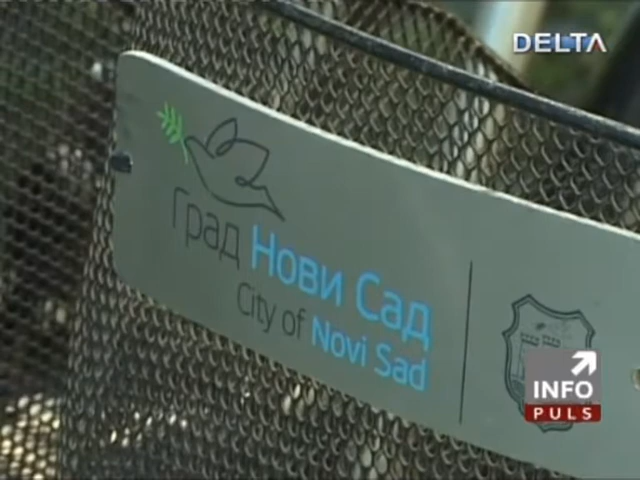 DELTA
Град Нови Сад
City of Novi Sad
INFO
PULS